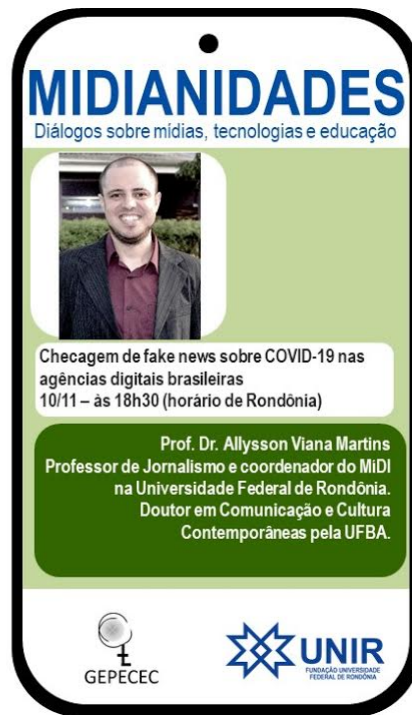 MIDIANIDADES
Diálogos sobre mídias, tecnologias e educação
Checagem de fake news sobre COVID-19 nas
agências digitais brasileiras
10/11 – às 18h30 (horário de Rondônia)
Prof. Dr. Allysson Viana Martins
Professor de Jornalismo e coordenador do MiDI
na Universidade Federal de Rondônia.
Doutor em Comunicação e Cultura
Contemporâneas pela UFBA.
GEPECEC
UNIR
FUNDAÇÃO UNIVERSIDADE
FEDERAL DE RONDÔNIA